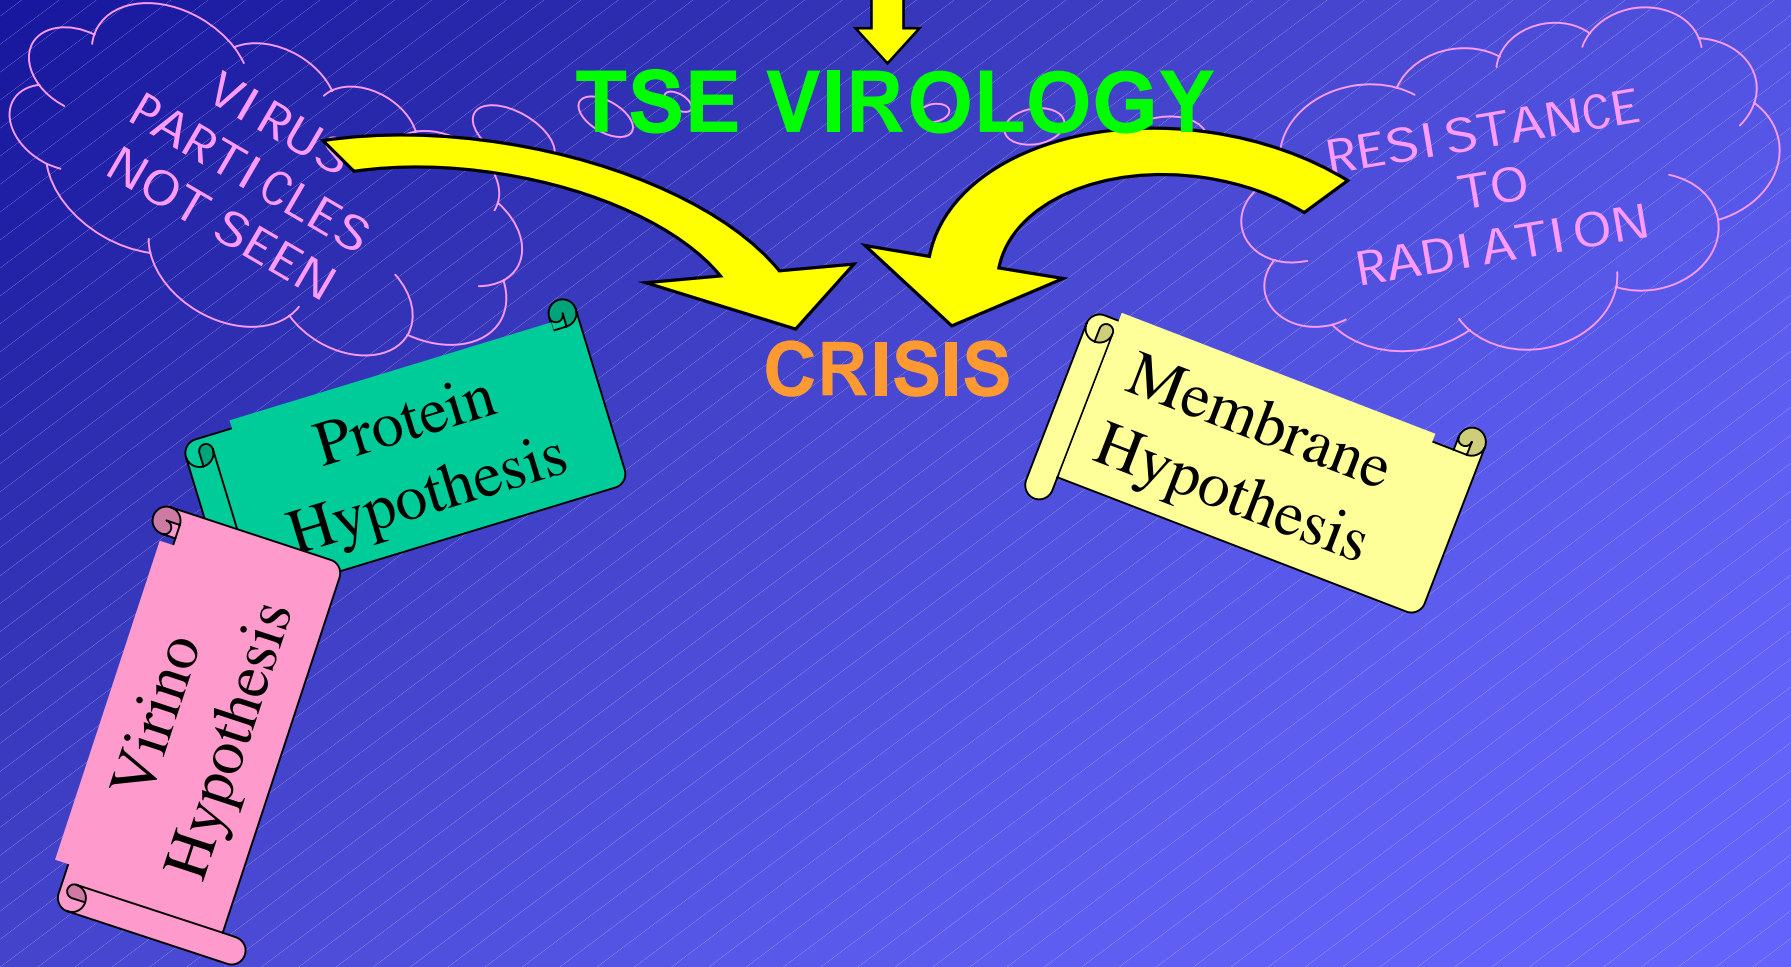 TSE VIROLOGY
VIRUS
PARTICLES
NOT SEEN
RESISTANCE
TO
RADIATION
CRISIS
Protein
Hypothesis
Membrane
Hypothesis
Virino
Hypothesis